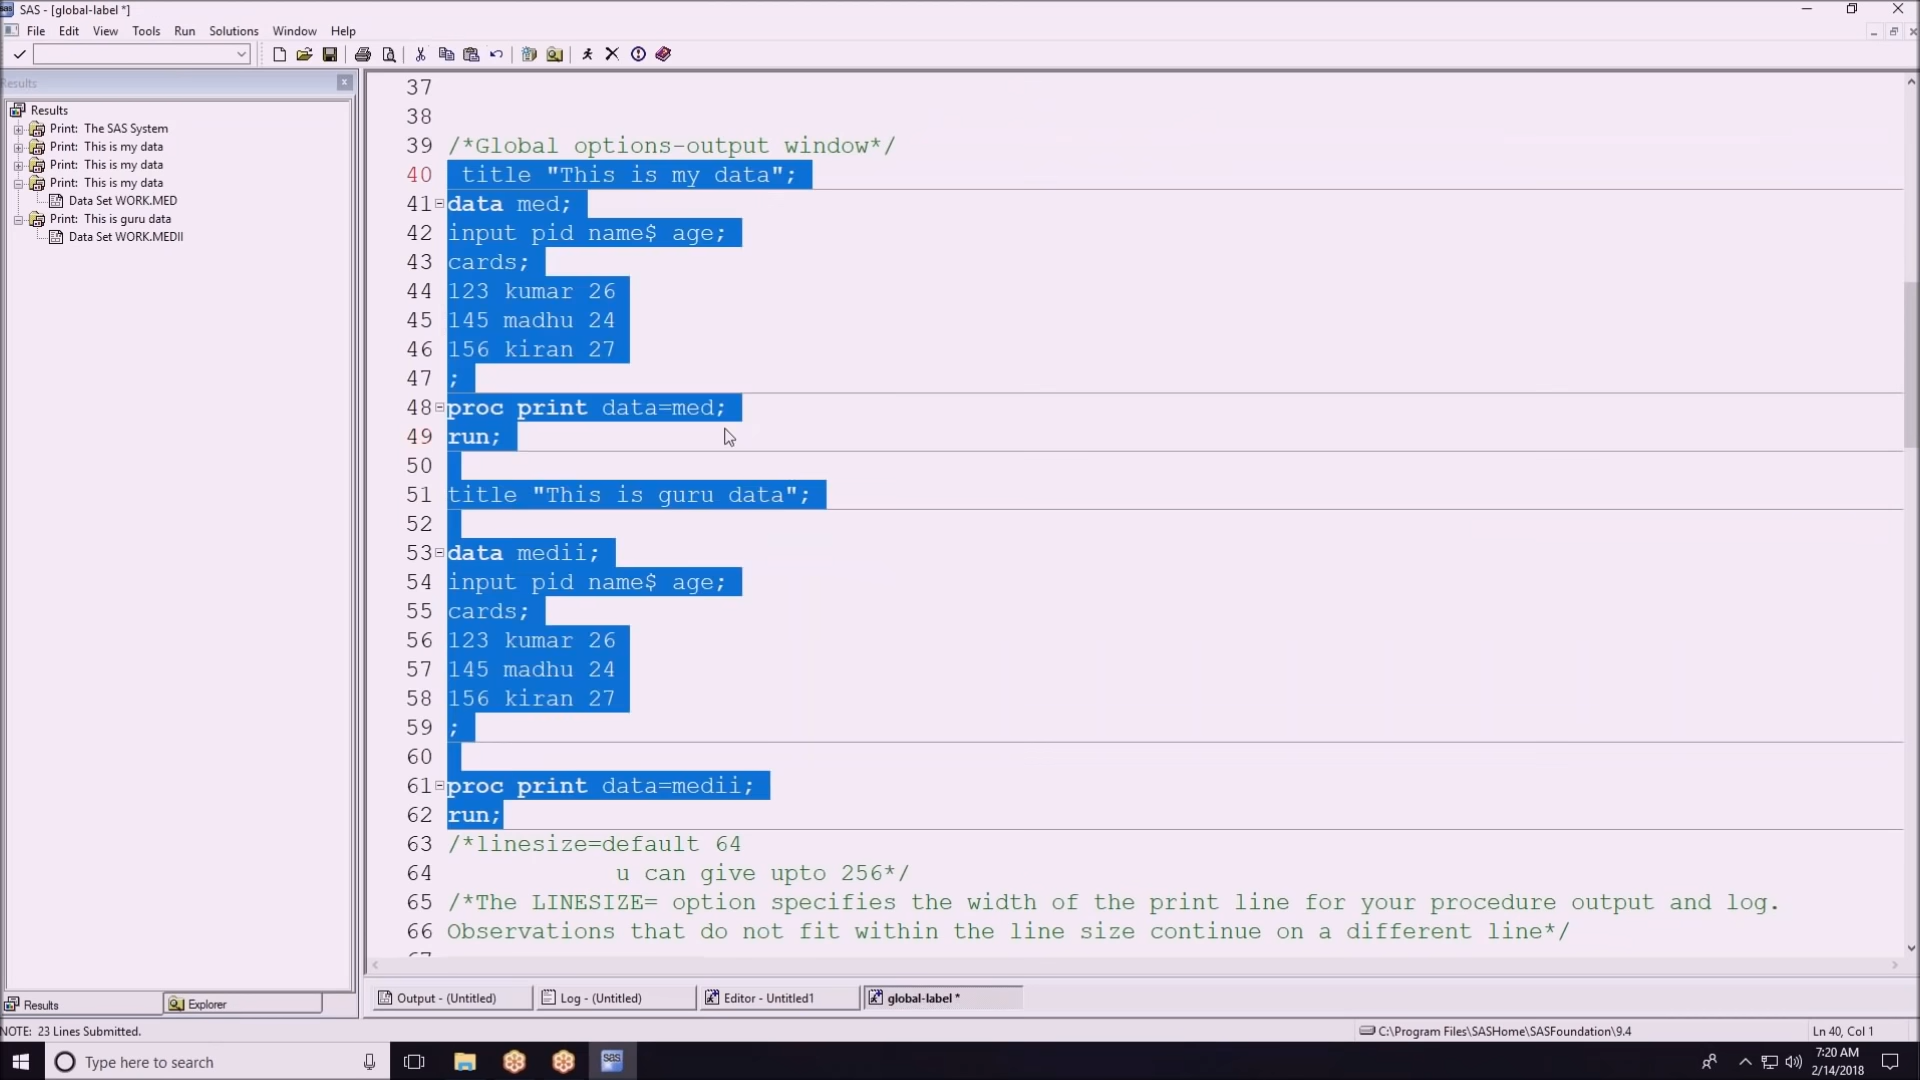 SAS - [global-label *]
File Edit View Tools Run Solutions Window Help
Results
Results
Print: The SAS System
Print: This is my data
Print: This is my data
Print: This is my data
Data Set WORK.MED
Print: This is guru data
Data Set WORK.MEDII
37
38
39 /*Global options-output window*/
40 title "This is my data";
41 data med;
42 input pid name$ age;
43 cards;
44 123 kumar 26
45 145 madhu 24
46 156 kiran 27
47 ;
48 proc print data=med;
49 run;
50
51 title "This is guru data";
52
53 data medii;
54 input pid name$ age;
55 cards;
56 123 kumar 26
57 145 madhu 24
58 156 kiran 27
59 ;
60
61 proc print data=medii;
62 run;
63 /*linesize=default 64
64 u can give upto 256*/
65 /*The LINESIZE= option specifies the width of the print line for your procedure output and log.
66 Observations that do not fit within the line size continue on a different line*/
Results Explorer
Output - (Untitled) Log - (Untitled) Editor - Untitled1 global-label *
NOTE: 23 Lines Submitted. C:\Program Files\SASHome\SASFoundation\9.4 Ln 40, Col 1
Type here to search
sas
7:20 AM
2/14/2018